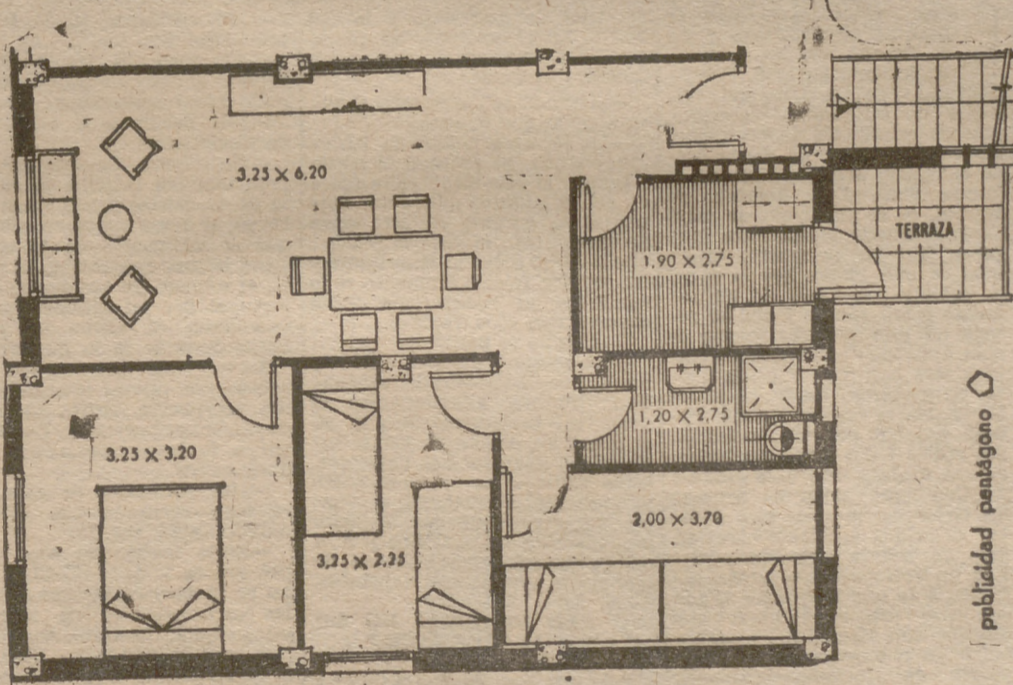 3,25 × 6,20
TERRAZA
1,90 × 2,75
1,20 × 2,75
3,25 × 3,20
2,00 × 3,70
3,25 × 2,25
publicidad pentágono